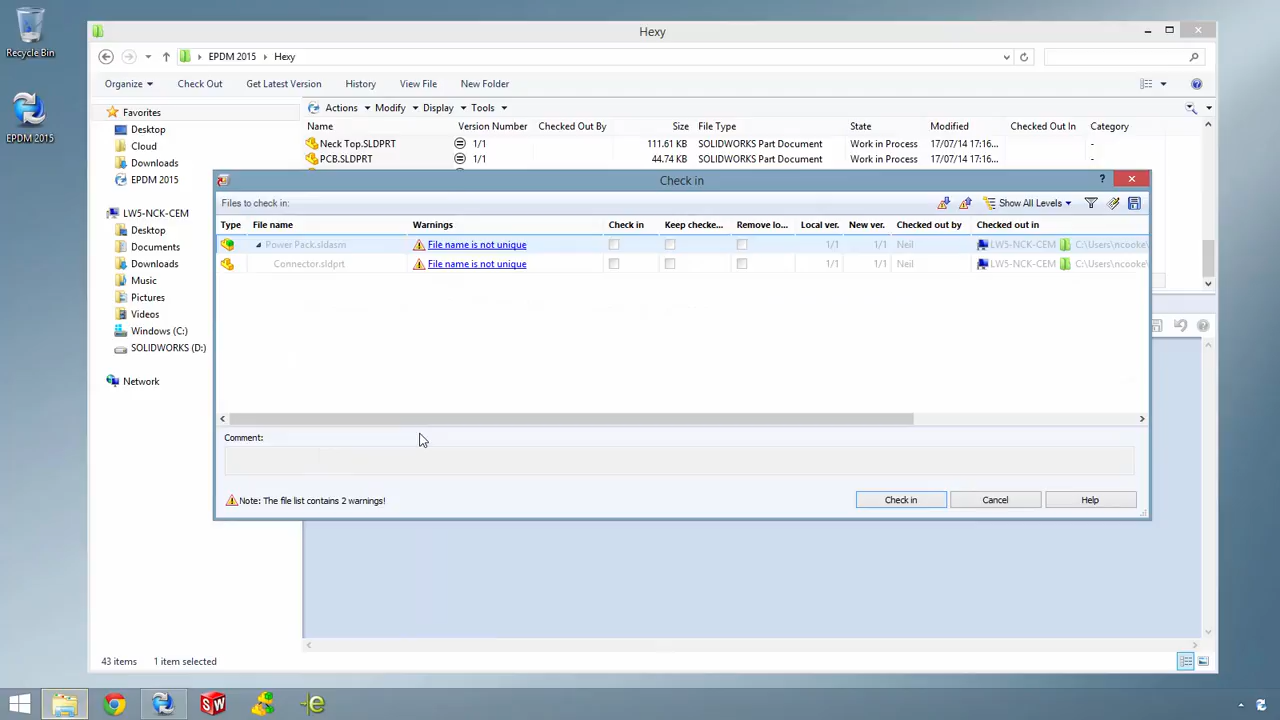 Recycle Bin
EPDM 2015
Hexy
EPDM 2015 Hexy
Organize Check Out Get Latest Version History View File New Folder
Favorites
Desktop
Cloud
Downloads
EPDM 2015
LW5-NCK-CEM
Desktop
Documents
Downloads
Music
Pictures
Videos
Windows (C:)
SOLIDWORKS (D:)
Network
Actions Modify Display Tools
Name Version Number Checked Out By Size File Type State Modified Checked Out In Category
Neck Top.SLDPRT 1/1 111.61 KB SOLIDWORKS Part Document Work in Process 17/07/14 17:16... -
PCB.SLDPRT 1/1 44.74 KB SOLIDWORKS Part Document Work in Process 17/07/14 17:16... -
Check in
Files to check in: Show All Levels
Type File name Warnings Check in Keep checke... Remove lo... Local ver. New ver. Checked out by Checked out in
Power Pack.sldasm File name is not unique 1/1 1/1 Neil LW5-NCK-CEM C:\Users\ncooke\
Connector.sldprt File name is not unique 1/1 1/1 Neil LW5-NCK-CEM C:\Users\ncooke\
Comment:
Note: The file list contains 2 warnings!
Check in Cancel Help
43 items 1 item selected